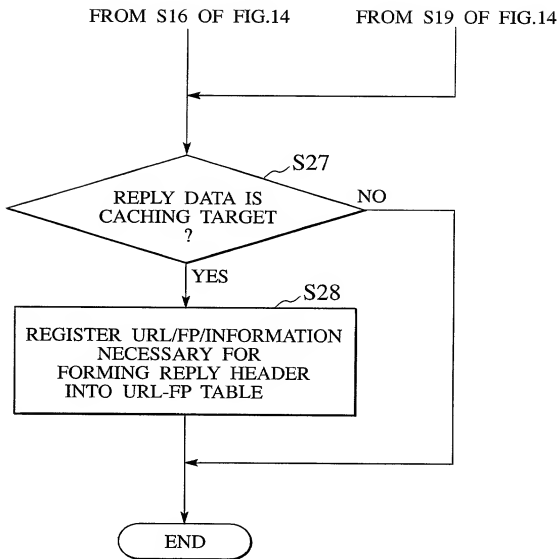 FROM S16 OF FIG.14
FROM S19 OF FIG.14
S27
REPLY DATA IS
CACHING TARGET
?
NO
YES
S28
REGISTER URL/FP/INFORMATION
NECESSARY FOR
FORMING REPLY HEADER
INTO URL-FP TABLE
END